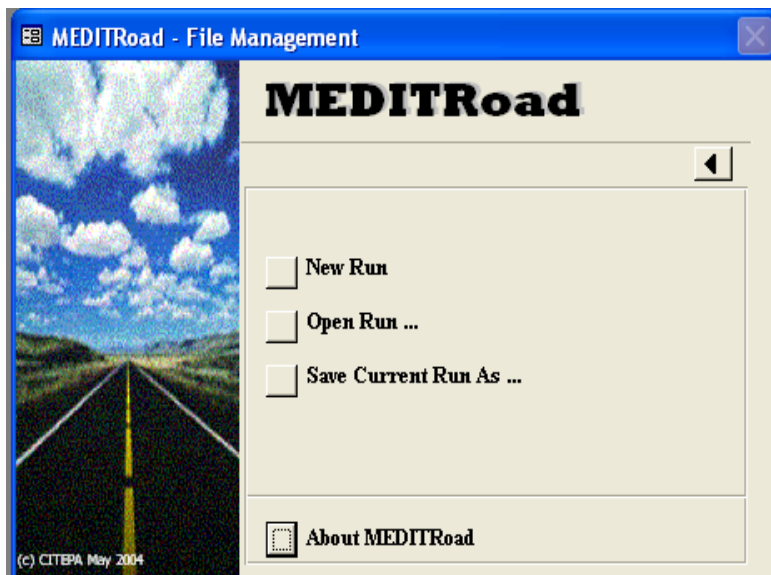 MEDITRoad - File Management
MEDITRoad
New Run
Open Run ...
Save Current Run As ...
About MEDITRoad
(c) CITEPA May 2004